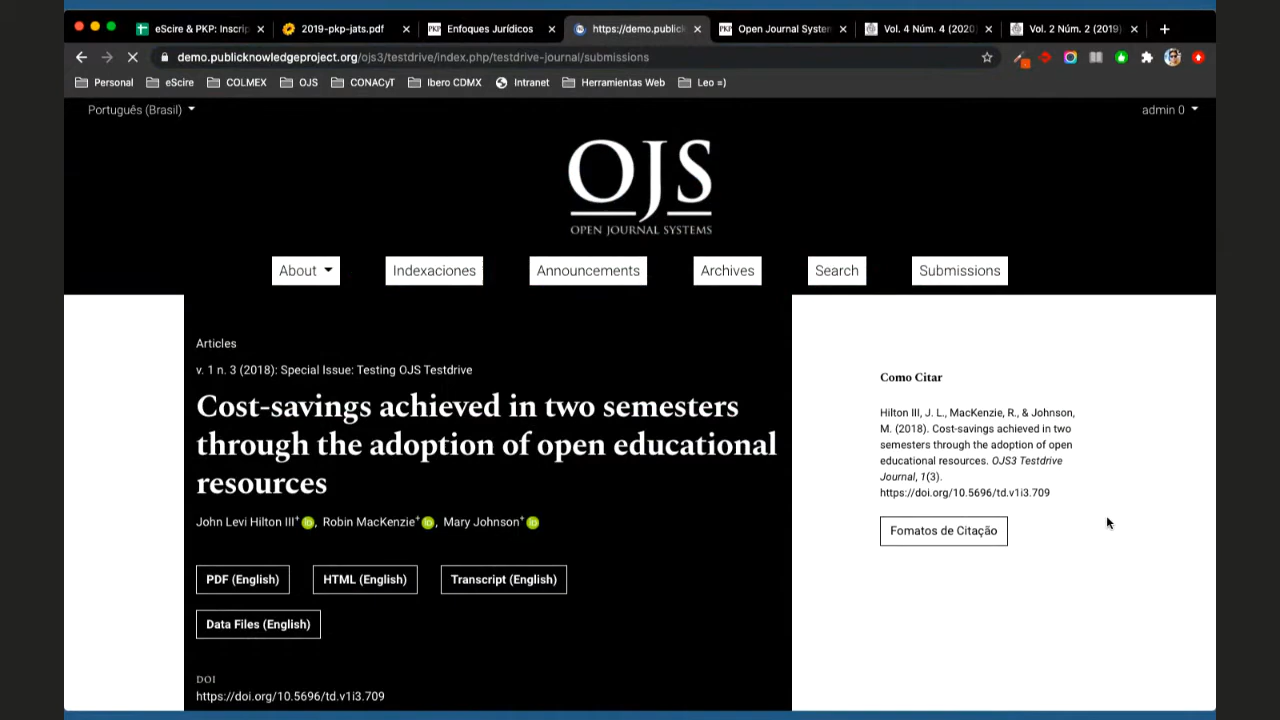 eScire & PKP: Inscrip
2019-pkp-jats.pdf
PKP
Enfoques Jurídicos
https://demo.publick
PKP
Open Journal System
Vol. 4 Núm. 4 (2020)
Vol. 2 Núm. 2 (2019)
demo.publicknowledgeproject.org/ojs3/testdrive/index.php/testdrive-journal/submissions
Personal
eScire
COLMEX
OJS
CONACyT
Ibero CDMX
Intranet
Herramientas Web
Leo =)
Português (Brasil)
admin 0
OJS
OPEN JOURNAL SYSTEMS
About
Indexaciones
Announcements
Archives
Search
Submissions
Articles
v. 1 n. 3 (2018): Special Issue: Testing OJS Testdrive
Cost-savings achieved in two semesters
through the adoption of open educational
resources
John Levi Hilton III+ iD, Robin MacKenzie+ iD, Mary Johnson+ iD
PDF (English)
HTML (English)
Transcript (English)
Data Files (English)
DOI
https://doi.org/10.5696/td.v1i3.709
Como Citar
Hilton III, J. L., MacKenzie, R., & Johnson,
M. (2018). Cost-savings achieved in two
semesters through the adoption of open
educational resources. OJS3 Testdrive
Journal, 1(3).
https://doi.org/10.5696/td.v1i3.709
Fomatos de Citação